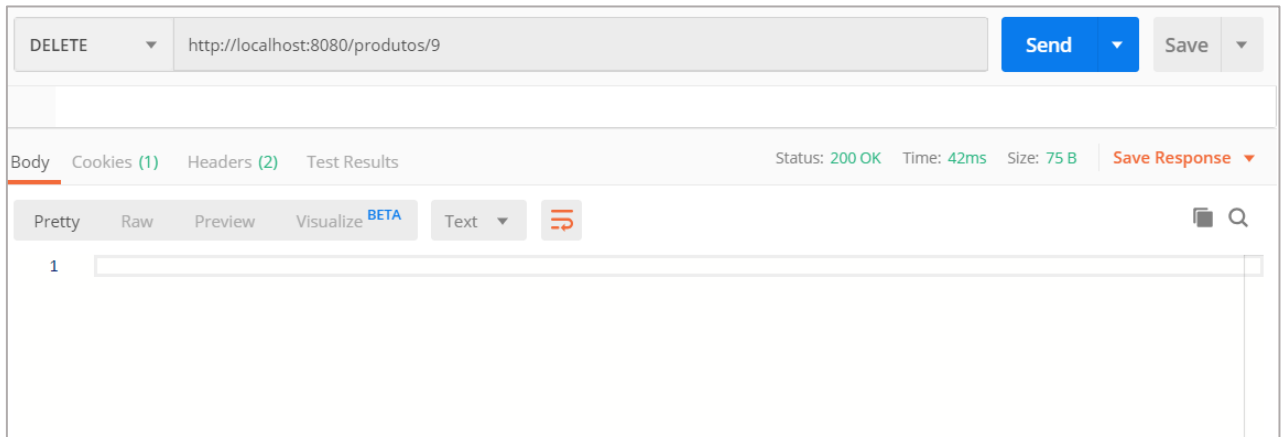 DELETE http://localhost:8080/produtos/9 Send Save
Body Cookies (1) Headers (2) Test Results Status: 200 OK Time: 42ms Size: 75 B Save Response
Pretty Raw Preview Visualize BETA Text
1